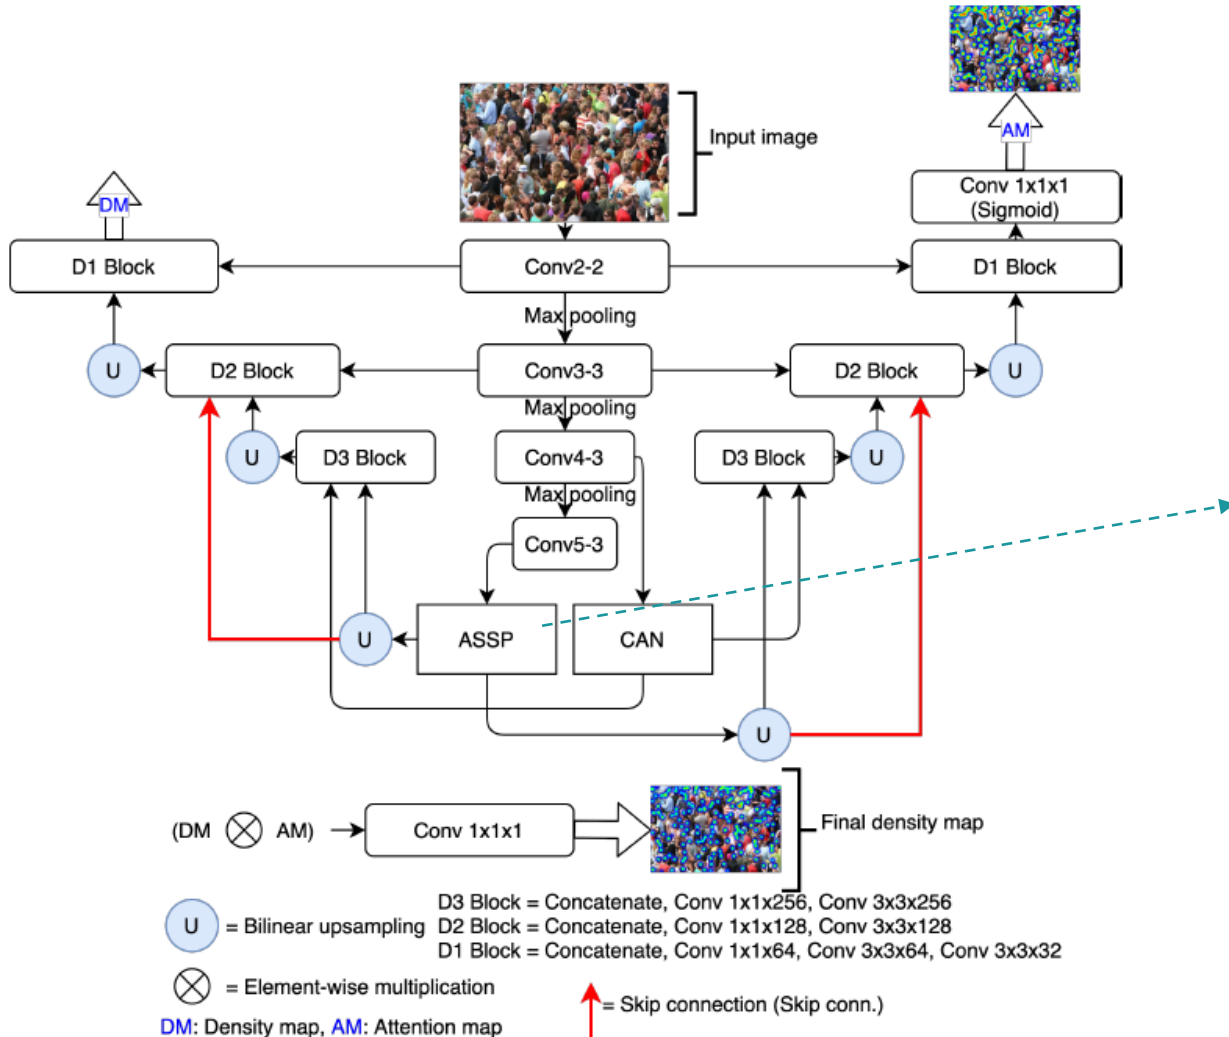 Input image
AM
Conv 1x1x1
(Sigmoid)
DM
D1 Block
Conv2-2
D1 Block
Max pooling
U
D2 Block
Conv3-3
D2 Block
U
Max pooling
U
D3 Block
Conv4-3
D3 Block
U
Max pooling
Conv5-3
U
ASSP
CAN
U
(DM
AM)
Conv 1x1x1
Final density map
D3 Block = Concatenate, Conv 1x1x256, Conv 3x3x256
U
= Bilinear upsampling
D2 Block = Concatenate, Conv 1x1x128, Conv 3x3x128
D1 Block = Concatenate, Conv 1x1x64, Conv 3x3x64, Conv 3x3x32
= Element-wise multiplication
= Skip connection (Skip conn.)
DM: Density map, AM: Attention map